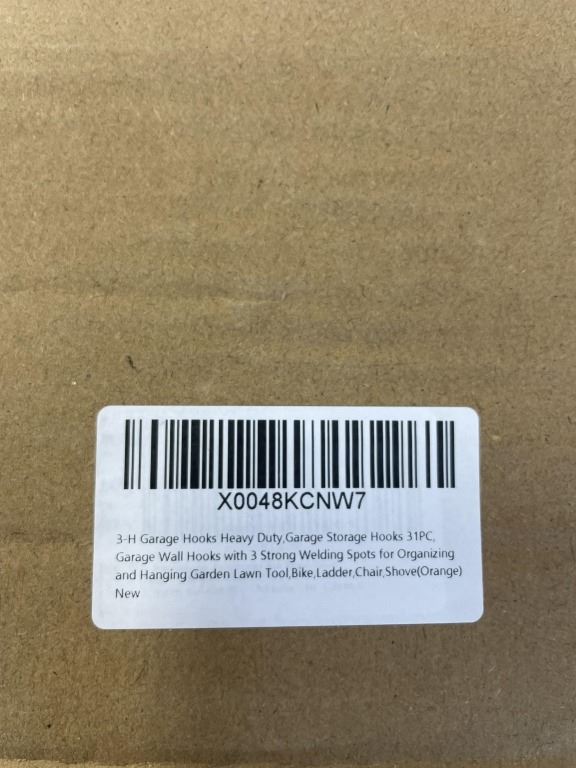 X0048KCNW7
3-H Garage Hooks Heavy Duty,Garage Storage Hooks 31PC,
Garage Wall Hooks with 3 Strong Welding Spots for Organizing
and Hanging Garden Lawn Tool,Bike,Ladder,Chair,Shove(Orange)
New